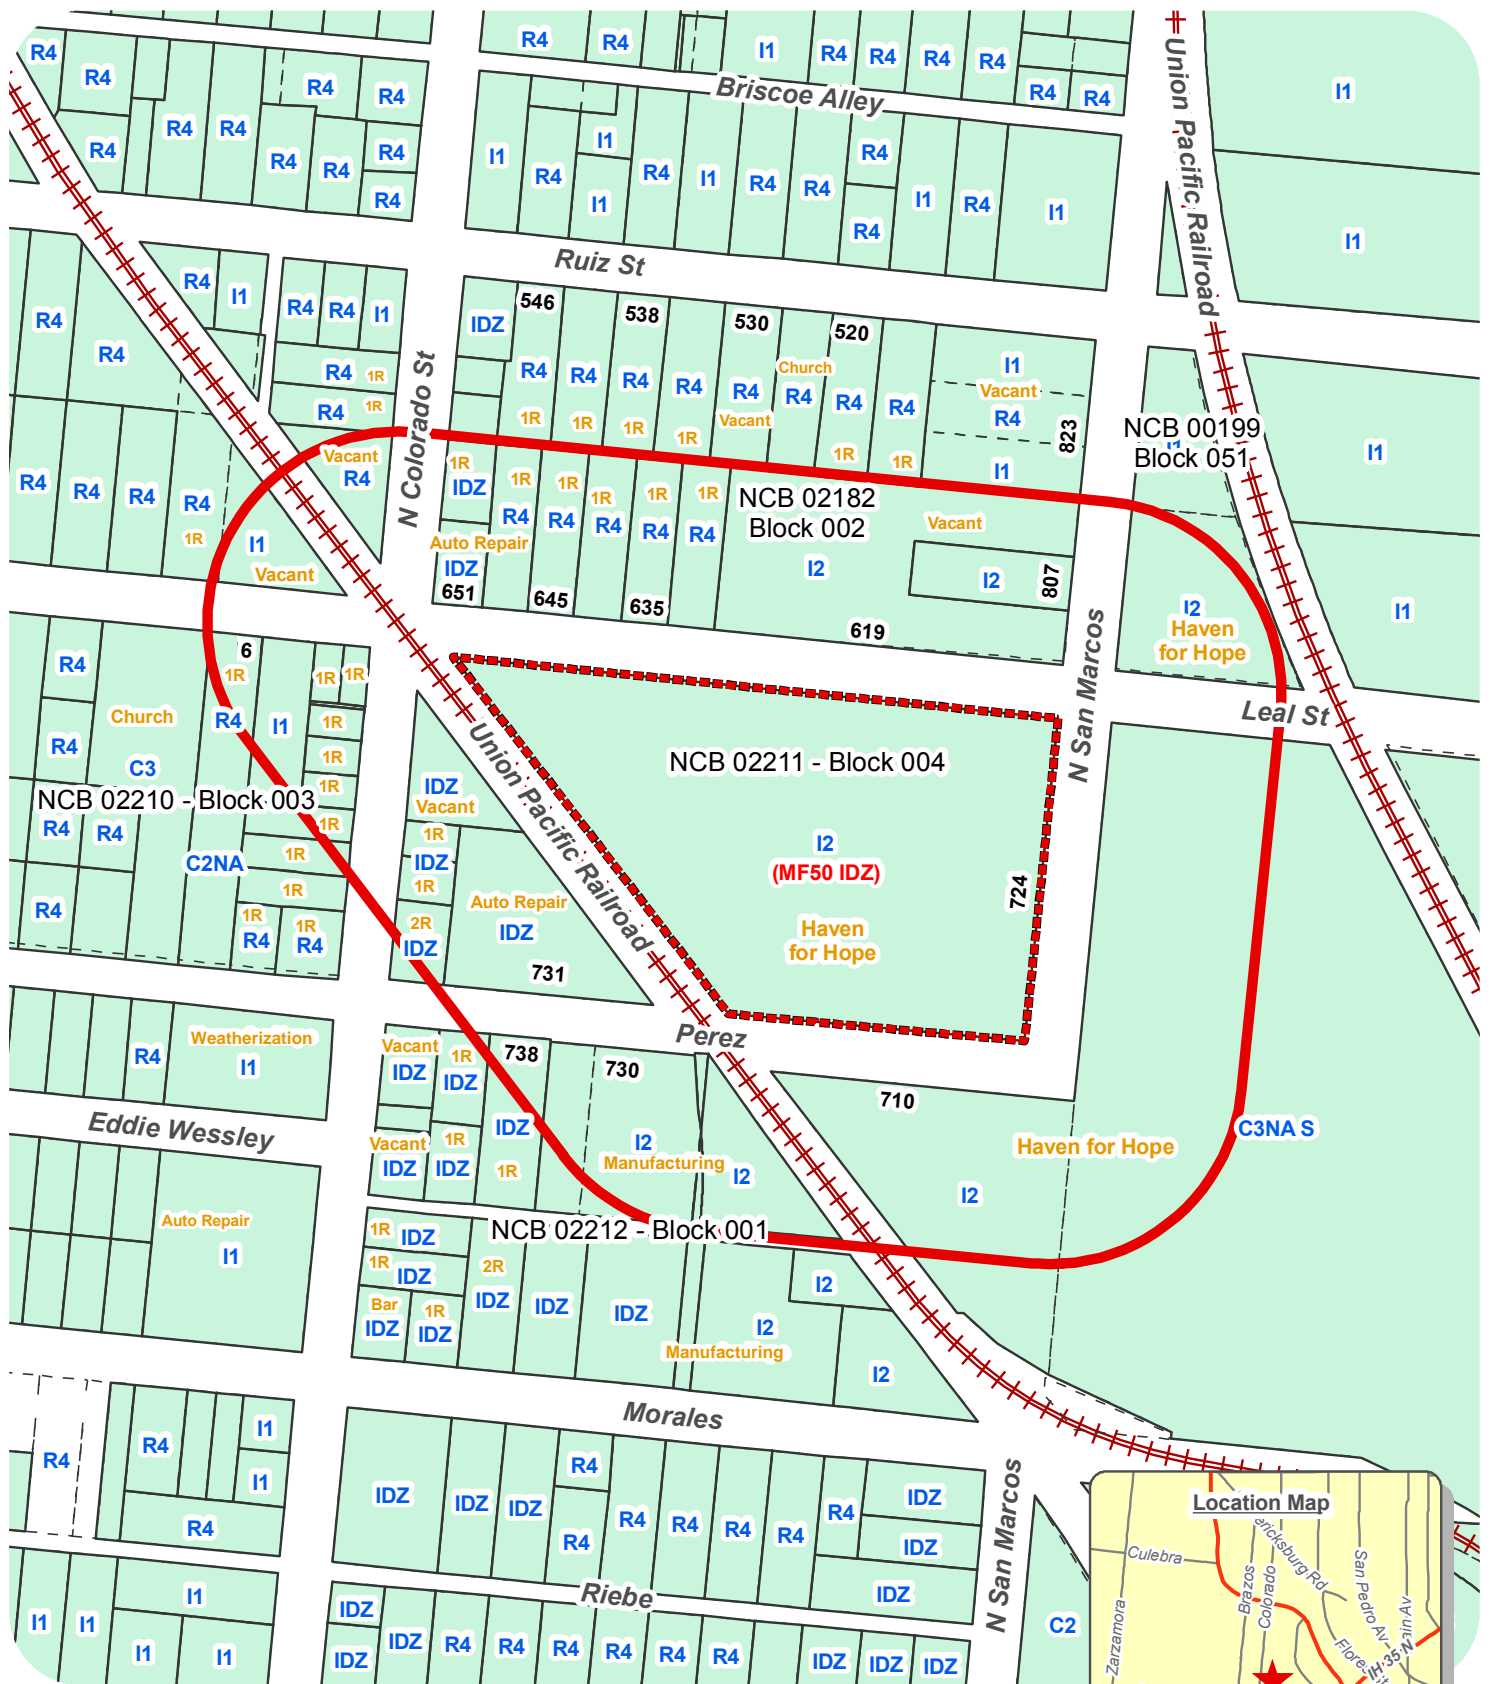 R4
R4
I1
R4
R4
R4
R4
R4
R4
R4
R4
R4
R4
Briscoe Alley
Union Pacific Railroad
I1
R4
R4
R4
R4
R4
R4
R4
R4
I1
R4
I1
I1
R4
I1
R4
R4
R4
R4
I1
R4
I1
I1
I1
Ruiz St
R4
I1
R4
R4
I1
R4
R4
R4 1R
R4 1R
N Colorado St
IDZ
546
538
530
520
R4
R4
R4
R4
R4
Church
R4
R4
R4
1R
1R
1R
1R
Vacant
1R
1R
I1
Vacant
R4
I1
823
NCB 00199
Block 051
I1
I1
R4
R4
R4
R4
1R
Vacant
R4
I1
Vacant
1R
IDZ
Auto Repair
IDZ
651
1R
R4
1R
R4
1R
R4
1R
R4
1R
R4
645
635
NCB 02182
Block 002
I2
Vacant
I2
807
619
N San Marcos
I2
Haven
for Hope
I1
Leal St
R4
R4
Church
C3
6
1R
R4
I1
1R
1R
1R
1R
1R
1R
1R
1R
NCB 02210 - Block 003
R4
R4
R4
C2NA
1R
R4
1R
R4
IDZ
Vacant
1R
IDZ
1R
2R
IDZ
Auto Repair
IDZ
731
Union Pacific Railroad
NCB 02211 - Block 004
I2
(MF50 IDZ)
Haven
for Hope
724
Perez
R4
Weatherization
I1
Eddie Wessley
Vacant
IDZ
1R
IDZ
738
IDZ
1R
Vacant
IDZ
1R
IDZ
730
I2
Manufacturing
I2
710
Haven for Hope
I2
C3NA S
NCB 02212 - Block 001
Auto Repair
I1
1R
IDZ
1R
IDZ
Bar
IDZ
1R
IDZ
2R
IDZ
IDZ
IDZ
I2
Manufacturing
I2
I2
Morales
R4
R4
I1
I1
R4
IDZ
IDZ
IDZ
R4
R4
R4
R4
R4
R4
R4
IDZ
IDZ
IDZ
N San Marcos
Riebe
I1
I1
I1
I1
I1
IDZ
IDZ
IDZ
R4
R4
R4
R4
R4
R4
IDZ
IDZ
IDZ
C2
Location Map
Culebra
Zarzamora
Brazos
Colorado
San Pedro Av
IH 35 N